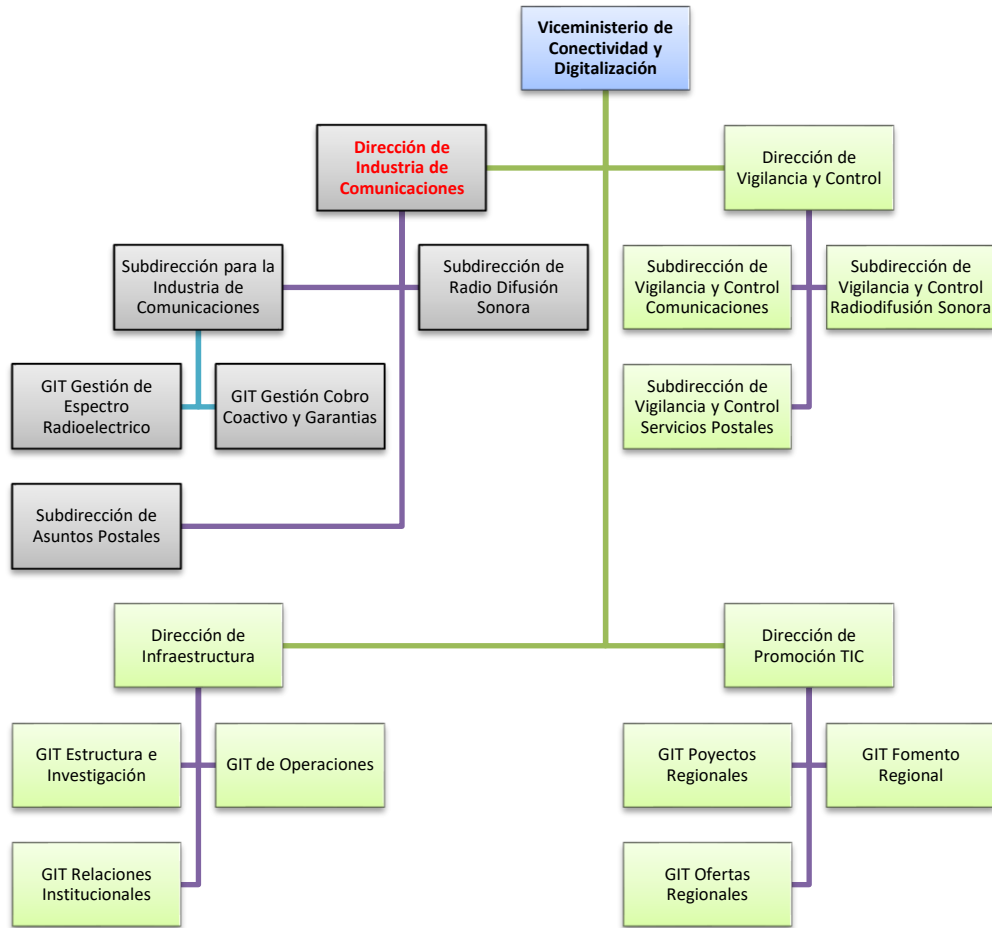 Viceministerio de
Conectividad y
Digitalización
Dirección de
Industria de
Comunicaciones
Dirección de
Vigilancia y Control
Subdirección para la
Industria de
Comunicaciones
Subdirección de
Radio Difusión
Sonora
Subdirección de
Vigilancia y Control
Comunicaciones
Subdirección de
Vigilancia y Control
Radiodifusión Sonora
GIT Gestión de
Espectro
Radioelectrico
GIT Gestión Cobro
Coactivo y Garantias
Subdirección de
Vigilancia y Control
Servicios Postales
Subdirección de
Asuntos Postales
Dirección de
Infraestructura
Dirección de
Promoción TIC
GIT Estructura e
Investigación
GIT de Operaciones
GIT Poyectos
Regionales
GIT Fomento
Regional
GIT Relaciones
Institucionales
GIT Ofertas
Regionales